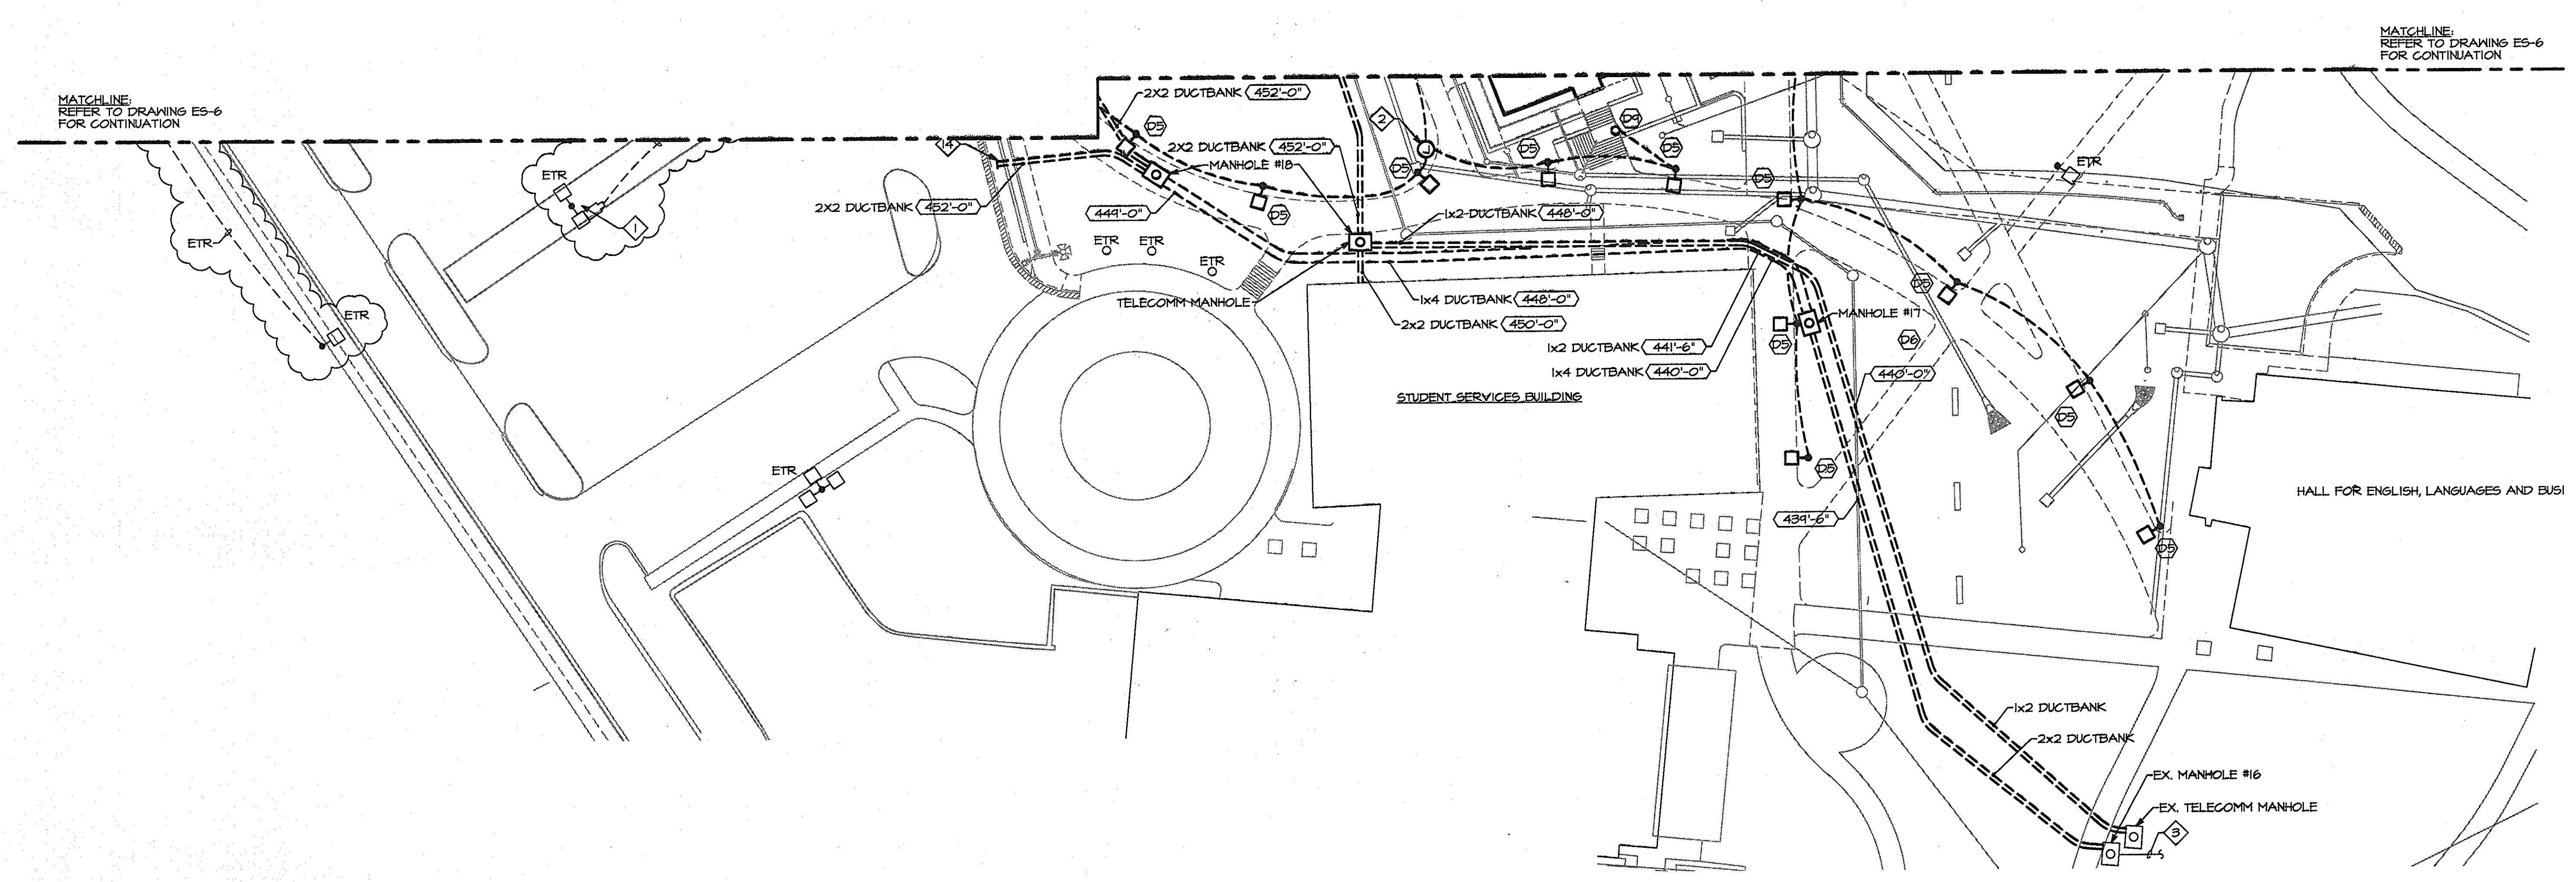 MATCHLINE:
REFER TO DRAWING ES-6
FOR CONTINUATION
MATCHLINE:
REFER TO DRAWING ES-6
FOR CONTINUATION
2X2 DUCTBANK 452'-0"
D5
2
D9
D5
D5
14
2X2 DUCTBANK 452'-0"
MANHOLE #18
D5
ETR
ETR
D5
2X2 DUCTBANK 452'-0"
449'-0"
D5
1x2 DUCTBANK 448'-0"
1
ETR
ETR
ETR
ETR
TELECOMM MANHOLE
1x4 DUCTBANK 448'-0"
D5
ETR
2x2 DUCTBANK 450'-0"
MANHOLE #17
D5
D6
1x2 DUCTBANK 441'-6"
1x4 DUCTBANK 440'-0"
440'-0"
STUDENT SERVICES BUILDING
D5
ETR
D5
HALL FOR ENGLISH, LANGUAGES AND BUSI
439'-6"
D5
1x2 DUCTBANK
2x2 DUCTBANK
EX. MANHOLE #16
EX. TELECOMM MANHOLE
3